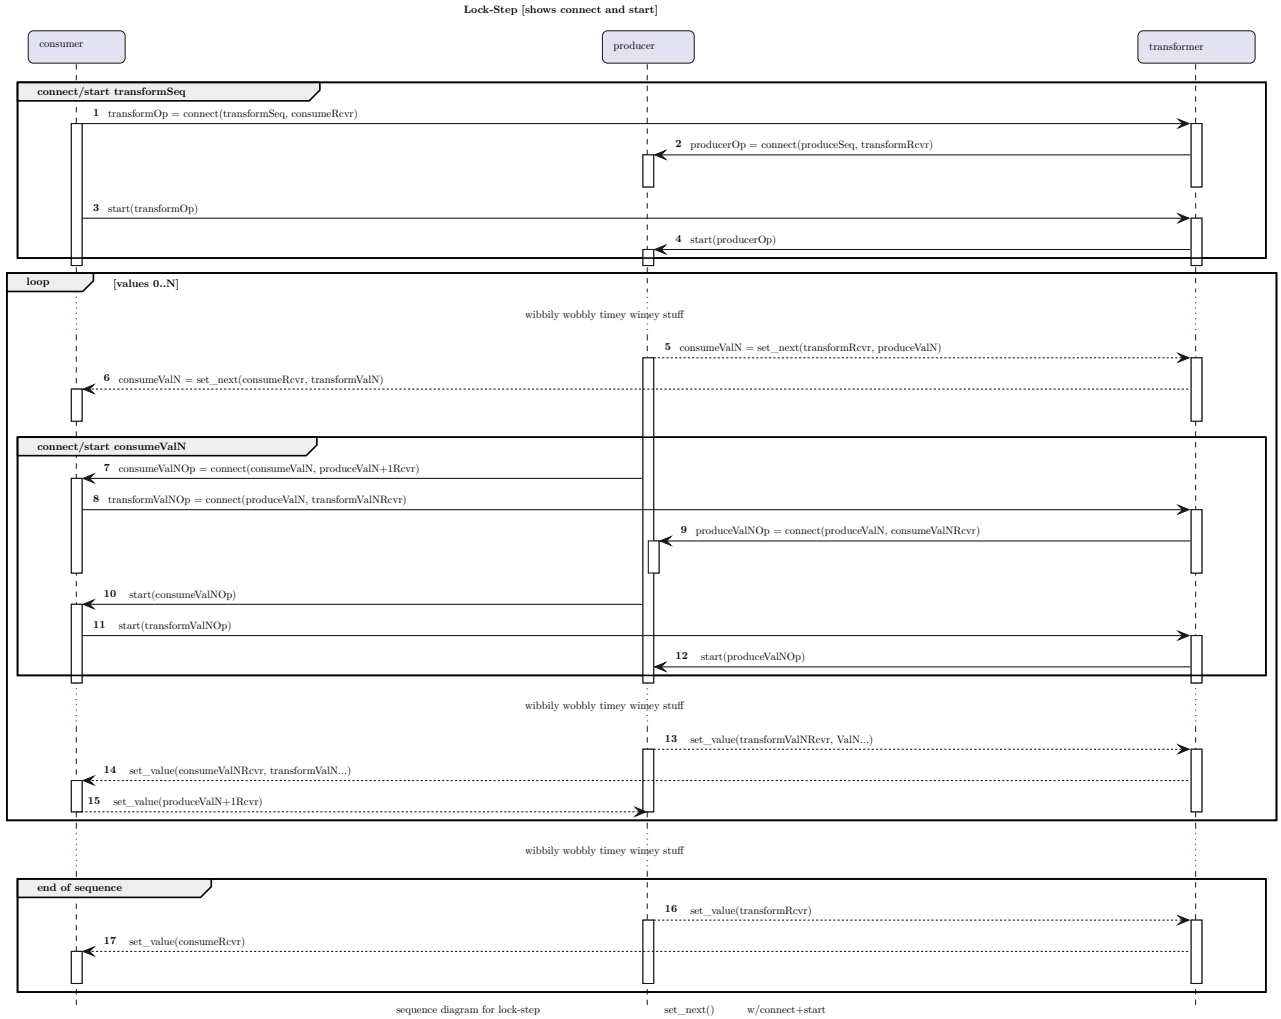 Lock-Step [shows connect and start]
consumer
producer
transformer
connect/start transformSeq
1 transformOp = connect(transformSeq, consumeRcvr)
2 producerOp = connect(produceSeq, transformRcvr)
3 start(transformOp)
4 start(producerOp)
loop [values 0..N]
wibbily wobbly timey wimey stuff
5 consumeValN = set_next(transformRcvr, produceValN)
6 consumeValN = set_next(consumeRcvr, transformValN)
connect/start consumeValN
7 consumeValNOp = connect(consumeValN, produceValN+1Rcvr)
8 transformValNOp = connect(produceValN, transformValNRcvr)
9 produceValNOp = connect(produceValN, consumeValNRcvr)
10 start(consumeValNOp)
11 start(transformValNOp)
12 start(produceValNOp)
wibbily wobbly timey wimey stuff
13 set_value(transformValNRcvr, ValN...)
14 set_value(consumeValNRcvr, transformValN...)
15 set_value(produceValN+1Rcvr)
wibbily wobbly timey wimey stuff
end of sequence
16 set_value(transformRcvr)
17 set_value(consumeRcvr)
sequence diagram for lock-step set_next() w/connect+start